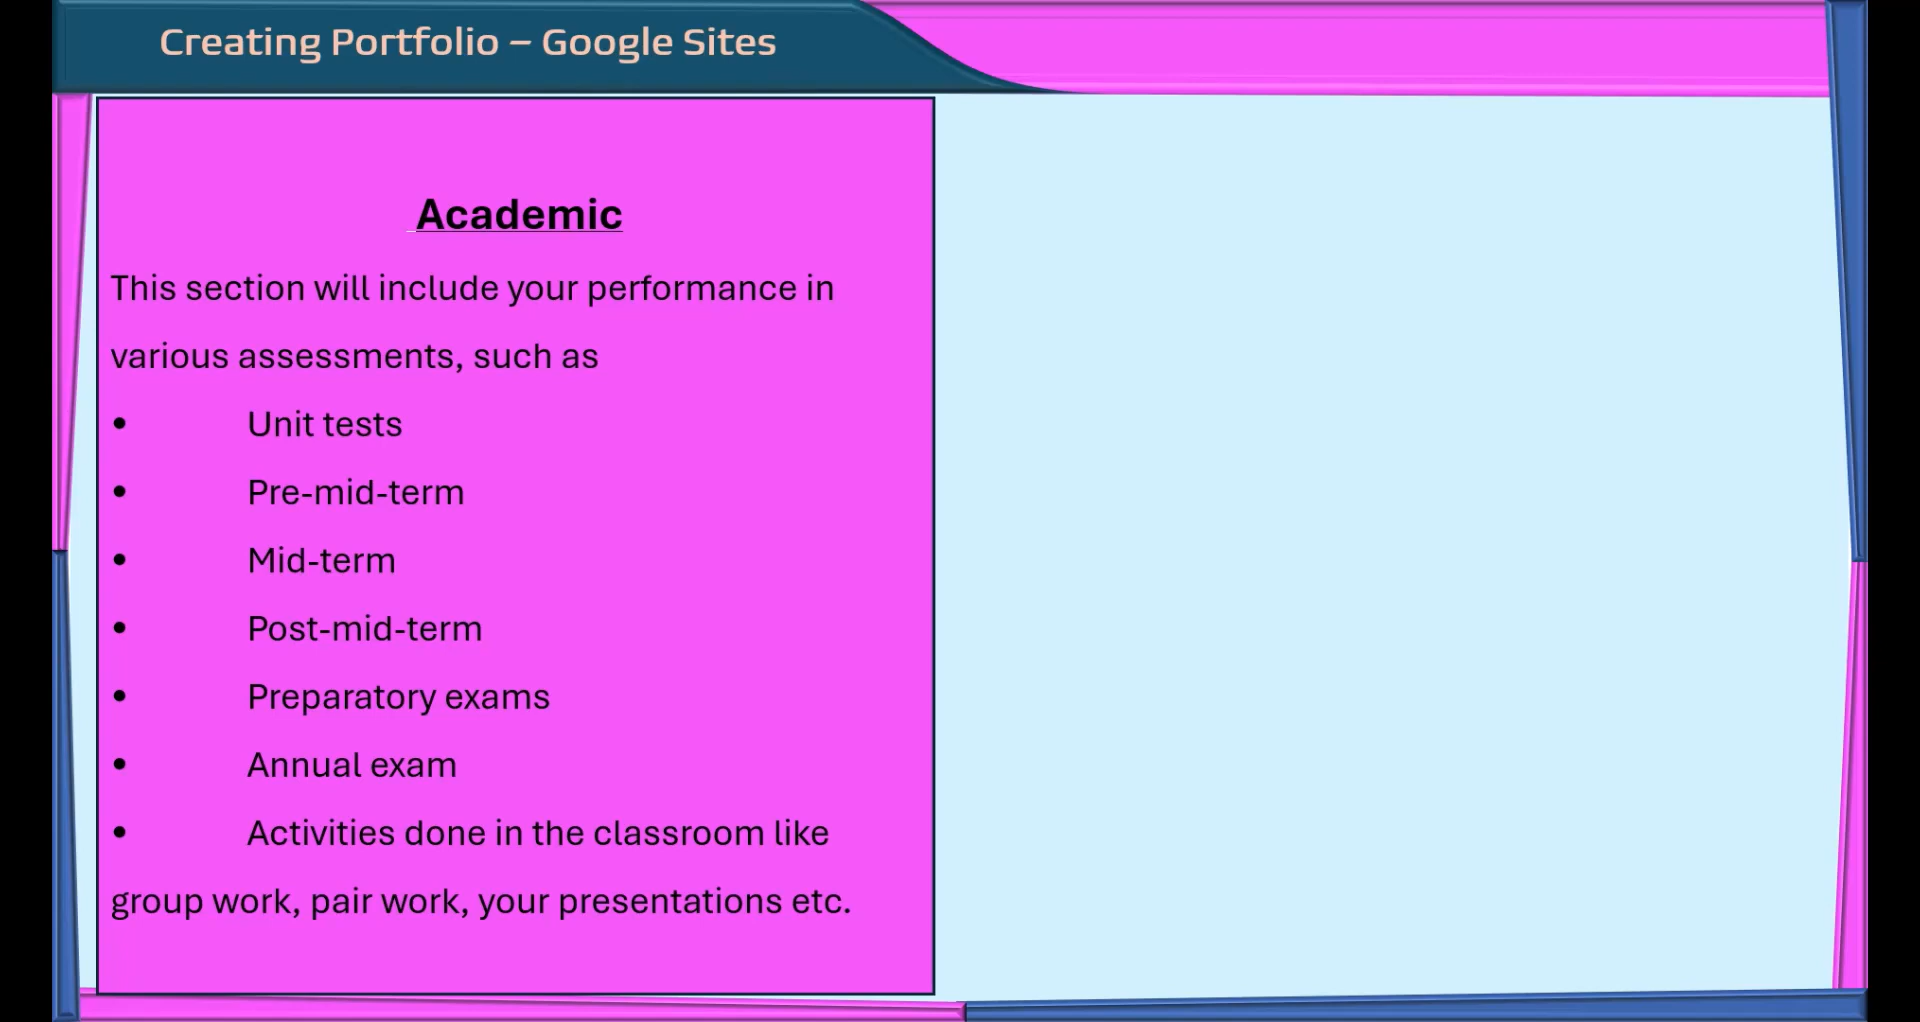 Creating Portfolio – Google Sites
Academic
This section will include your performance in
various assessments, such as
• Unit tests
• Pre-mid-term
• Mid-term
• Post-mid-term
• Preparatory exams
• Annual exam
• Activities done in the classroom like
group work, pair work, your presentations etc.